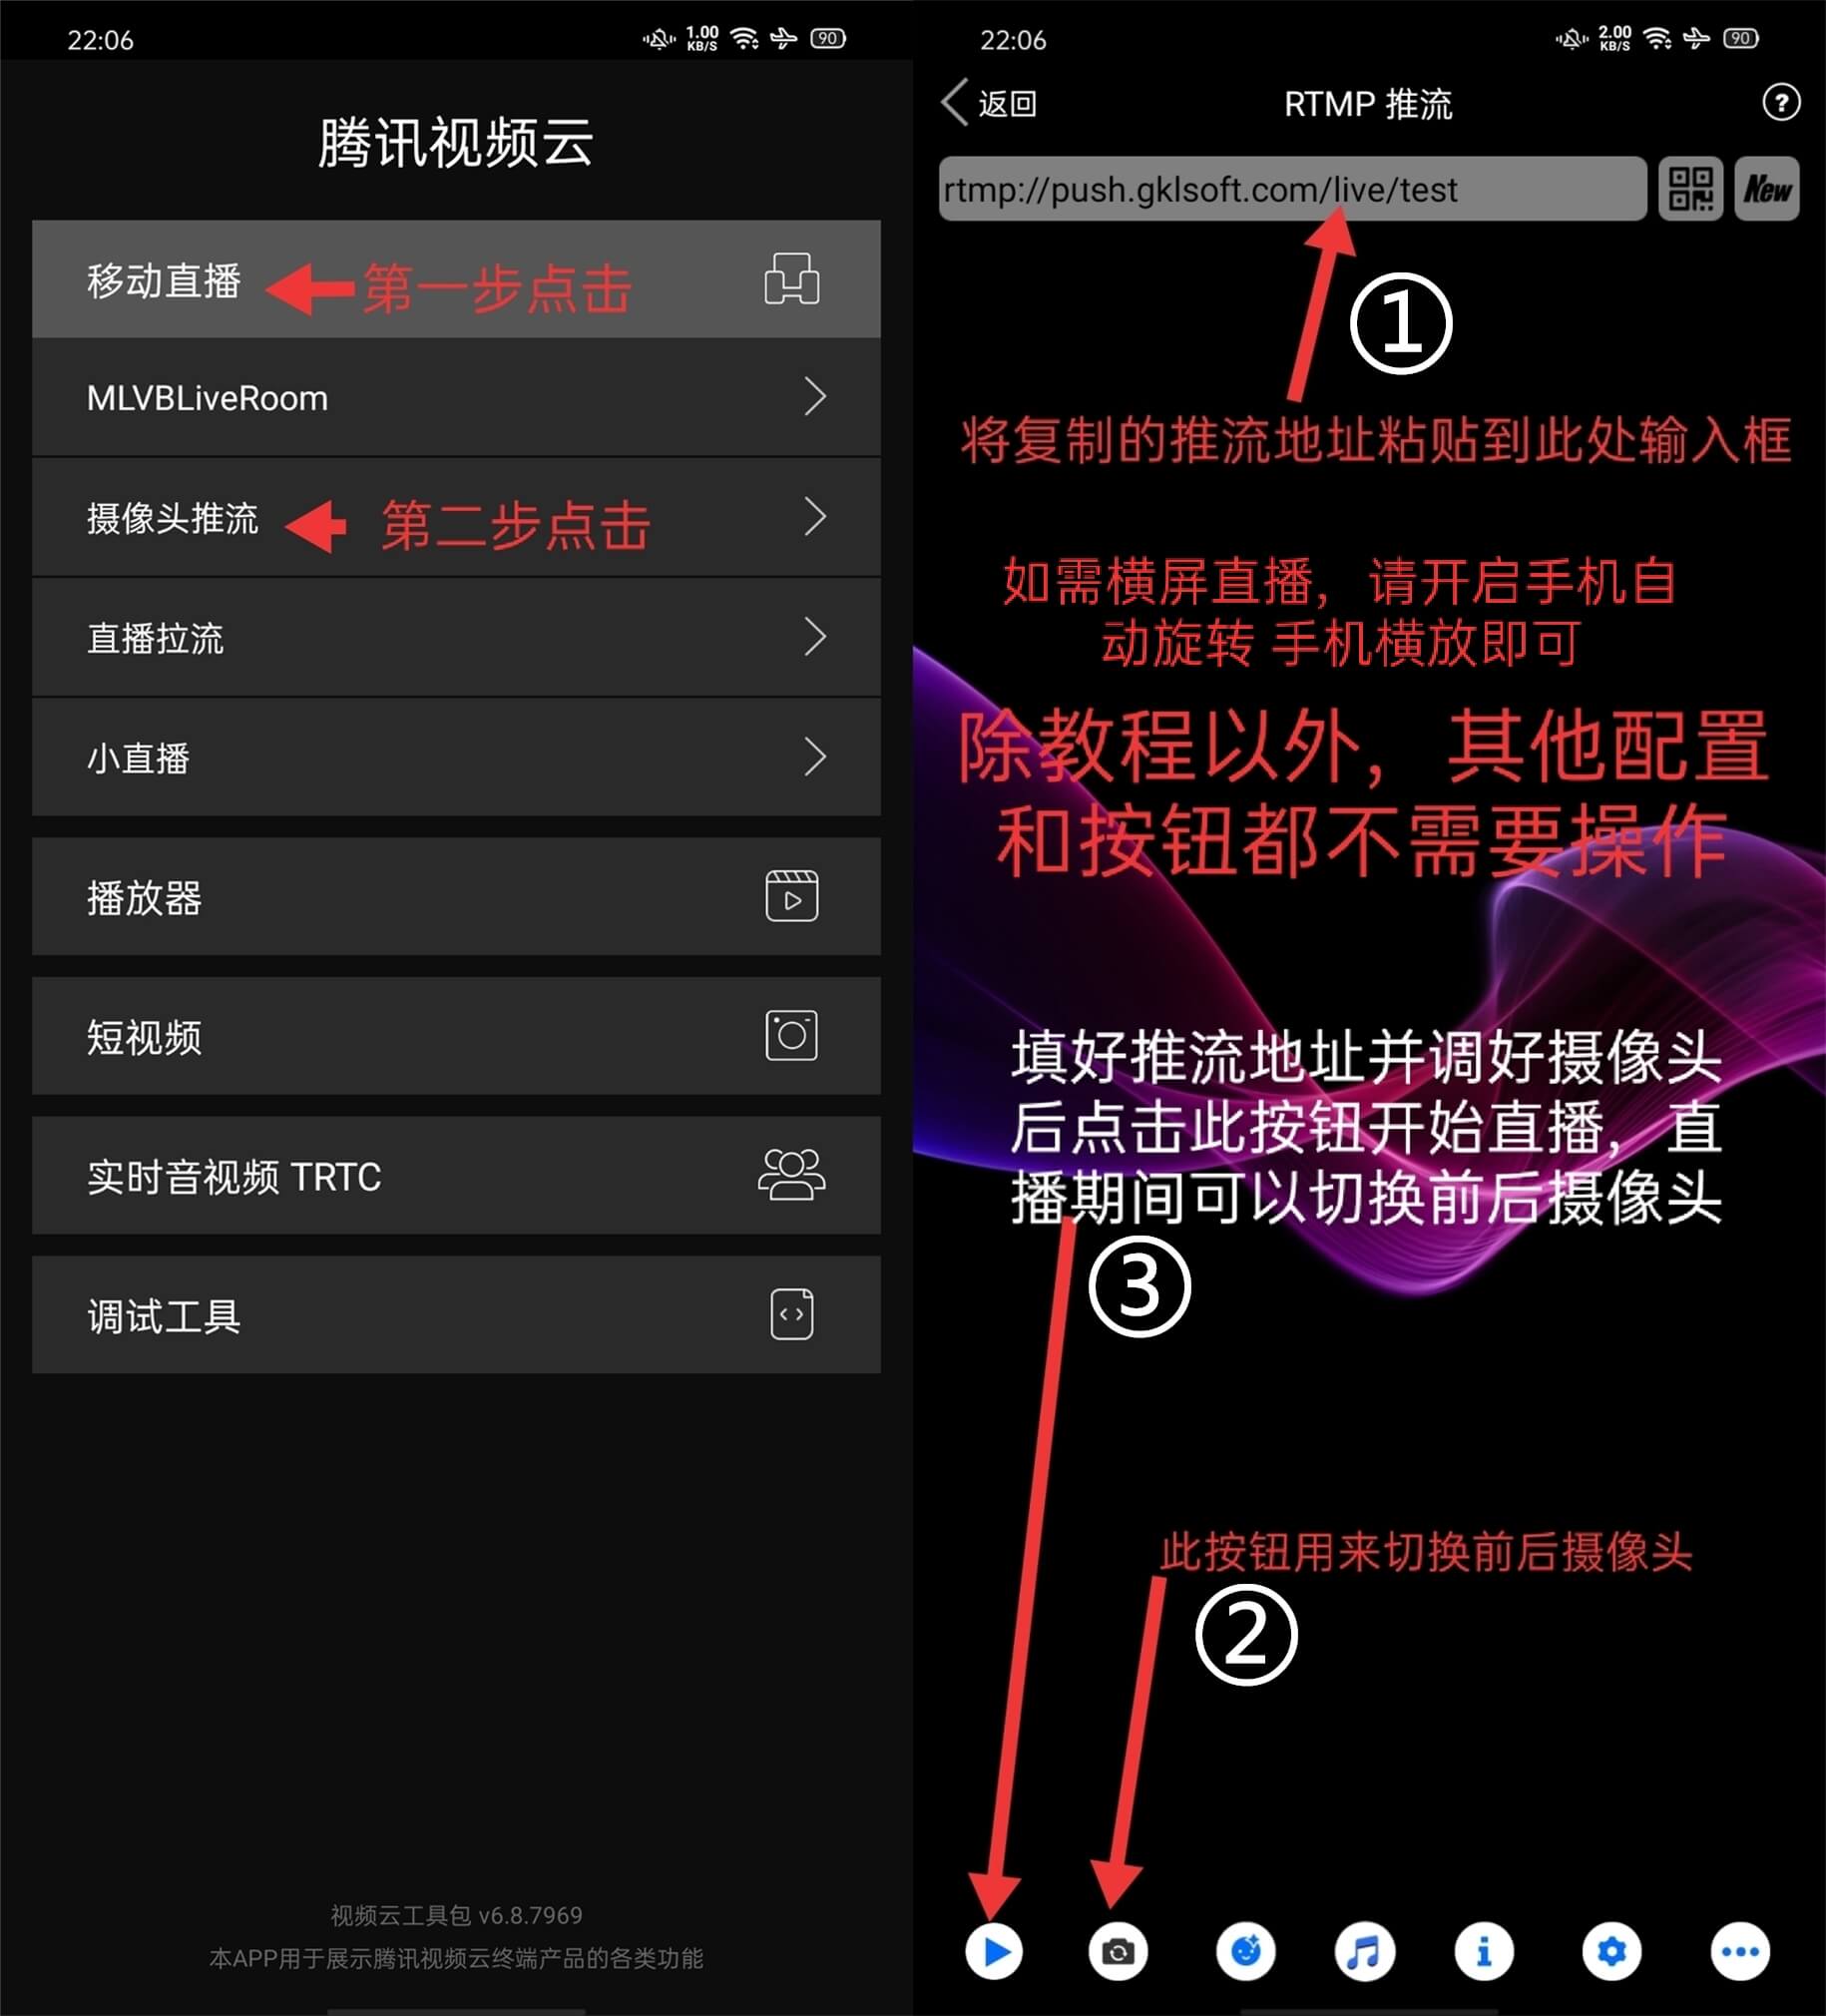 22:06
1.00
KB/S
90
腾讯视频云
移动直播
第一步点击
MLVBLiveRoom
摄像头推流
第二步点击
直播拉流
小直播
播放器
短视频
实时音视频 TRTC
调试工具
视频云工具包 v6.8.7969
本APP用于展示腾讯视频云终端产品的各类功能
22:06
2.00
KB/S
90
返回
RTMP 推流
?
rtmp://push.gklsoft.com/live/test
New
①
将复制的推流地址粘贴到此处输入框
如需横屏直播，请开启手机自
动旋转 手机横放即可
除教程以外，其他配置
和按钮都不需要操作
填好推流地址并调好摄像头
后点击此按钮开始直播，直
播期间可以切换前后摄像头
③
此按钮用来切换前后摄像头
②